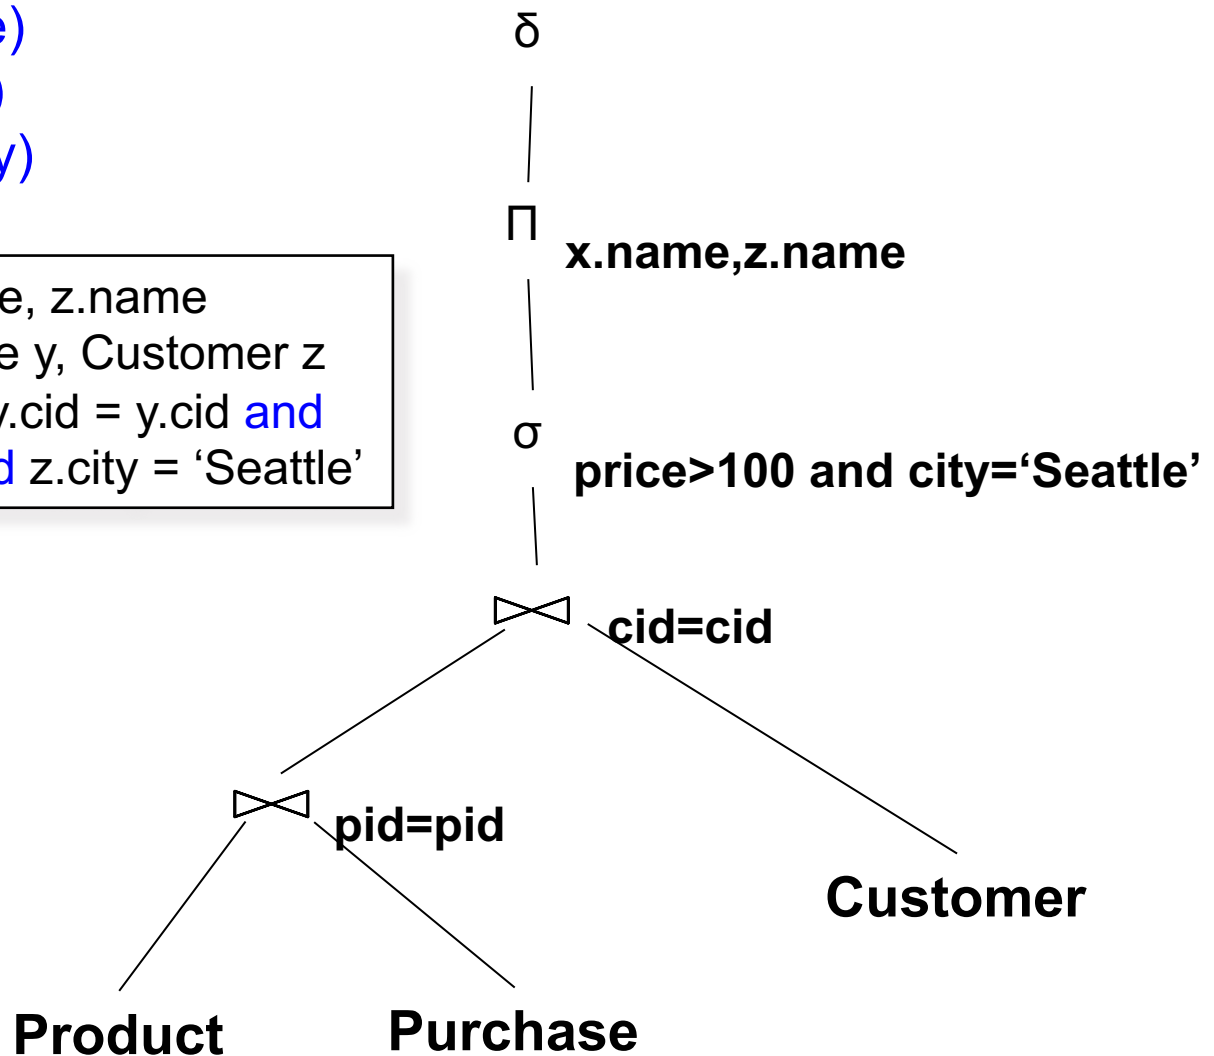 e)
)
y)
δ
Π
x.name,z.name
e, z.name
e y, Customer z
y.cid = y.cid and
d z.city = ‘Seattle’
σ
price>100 and city=‘Seattle’
cid=cid
pid=pid
Customer
Product
Purchase